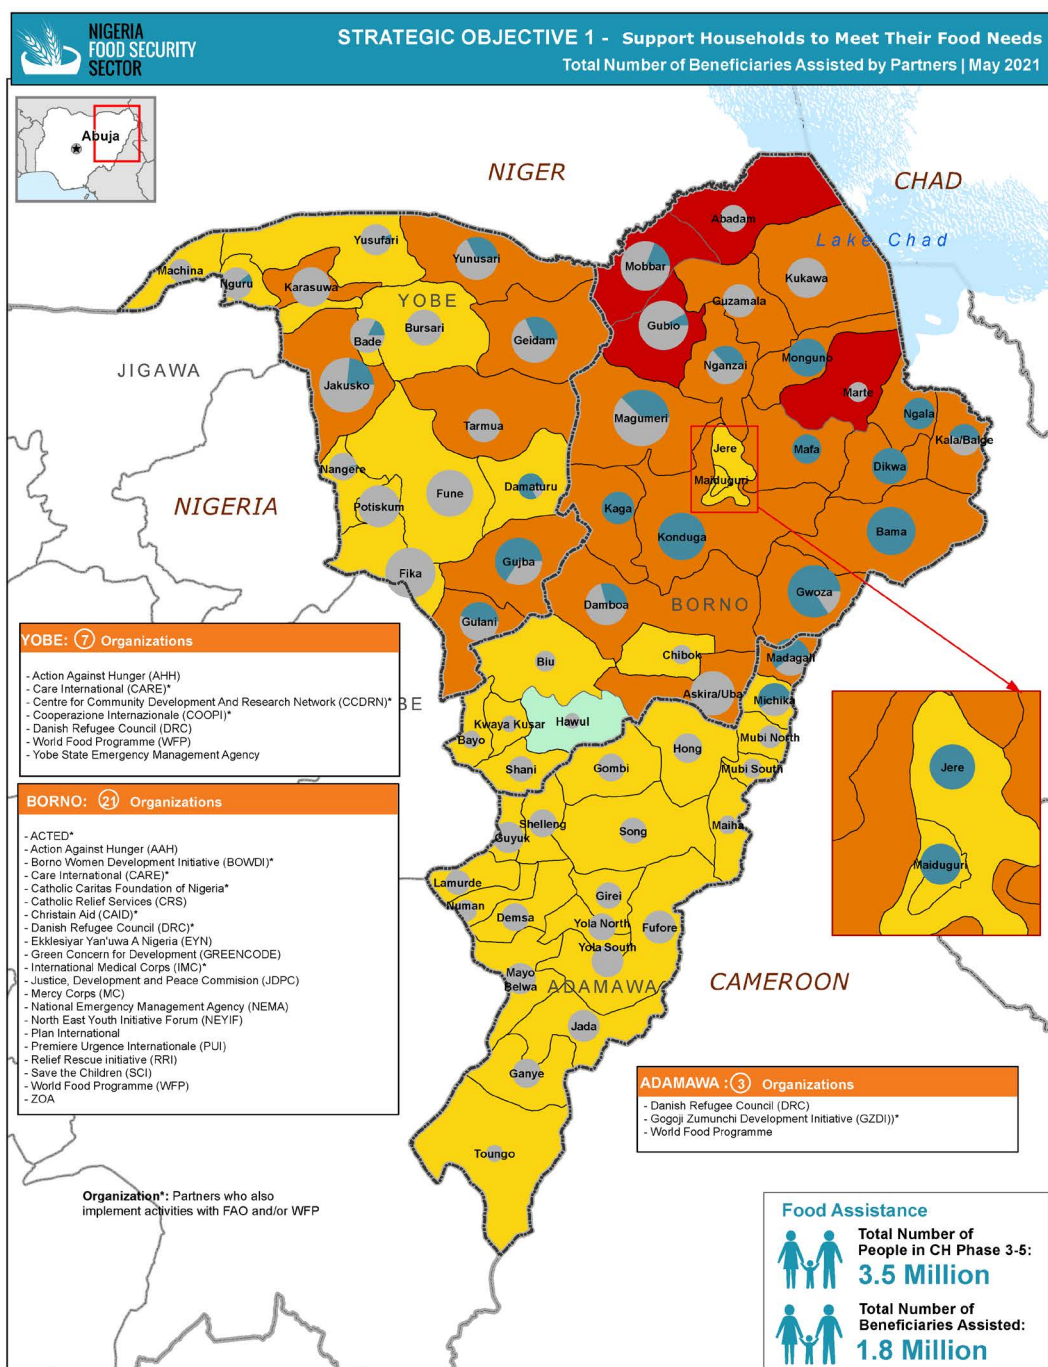 NIGERIA
FOOD SECURITY
SECTOR
STRATEGIC OBJECTIVE 1 - Support Households to Meet Their Food Needs
Total Number of Beneficiaries Assisted by Partners | May 2021
Abuja
NIGER
CHAD
Lake Chad
Abadam
Yusufari
Machina
Nguru
Karasuwa
Yunusari
Mobbar
Kukawa
YOBE
Guzamala
Bursari
Gubio
Bade
Geidam
JIGAWA
Jakusko
Nganzai
Monguno
Marte
Magumeri
Tarmua
Ngala
Kala/Balge
Jere
Mafa
Nangere
Dikwa
Maiduguri
Fune
Damaturu
NIGERIA
Potiskum
Kaga
Konduga
Bama
Fika
Gujba
Gwoza
Damboa
BORNO
Gulani
Chibok
Madagali
Biu
Askira/Uba
Michika
Kwaya Kusar
Hawul
Bayo
Mubi North
Hong
Shani
Gombi
Mubi South
Shelleng
Guyuk
Song
Maiha
Lamurde
Numan
Girei
Demsa
Yola North
Fufore
Yola South
Mayo
Belwa
ADAMAWA
CAMEROON
Jada
Ganye
Toungo
Jere
Maiduguri
YOBE: 7 Organizations
- Action Against Hunger (AHH)
- Care International (CARE)*
- Centre for Community Development And Research Network (CCDRN)*
- Cooperazione Internazionale (COOPI)*
- Danish Refugee Council (DRC)
- World Food Programme (WFP)
- Yobe State Emergency Management Agency
BE
BORNO: 21 Organizations
- ACTED*
- Action Against Hunger (AAH)
- Borno Women Development Initiative (BOWDI)*
- Care International (CARE)*
- Catholic Caritas Foundation of Nigeria*
- Catholic Relief Services (CRS)
- Christain Aid (CAID)*
- Danish Refugee Council (DRC)*
- Ekklesiyar Yan'uwa A Nigeria (EYN)
- Green Concern for Development (GREENCODE)
- International Medical Corps (IMC)*
- Justice, Development and Peace Commision (JDPC)
- Mercy Corps (MC)
- National Emergency Management Agency (NEMA)
- North East Youth Initiative Forum (NEYIF)
- Plan International
- Premiere Urgence Internationale (PUI)
- Relief Rescue initiative (RRI)
- Save the Children (SCI)
- World Food Programme (WFP)
- ZOA
ADAMAWA : 3 Organizations
- Danish Refugee Council (DRC)
- Gogoji Zumunchi Development Initiative (GZDI))*
- World Food Programme
Organization*: Partners who also
implement activities with FAO and/or WFP
Food Assistance
Total Number of
People in CH Phase 3-5:
3.5 Million
Total Number of
Beneficiaries Assisted:
1.8 Million